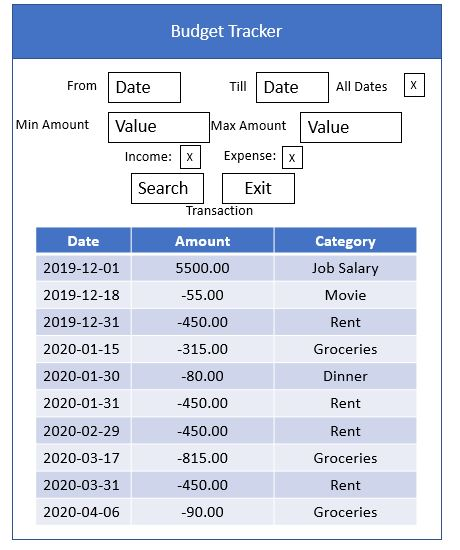 Budget Tracker
From Date Till Date All Dates X
Min Amount Value Max Amount Value
Income: X Expense: X
Search Exit
Transaction
Date Amount Category
2019-12-01 5500.00 Job Salary
2019-12-18 -55.00 Movie
2019-12-31 -450.00 Rent
2020-01-15 -315.00 Groceries
2020-01-30 -80.00 Dinner
2020-01-31 -450.00 Rent
2020-02-29 -450.00 Rent
2020-03-17 -815.00 Groceries
2020-03-31 -450.00 Rent
2020-04-06 -90.00 Groceries